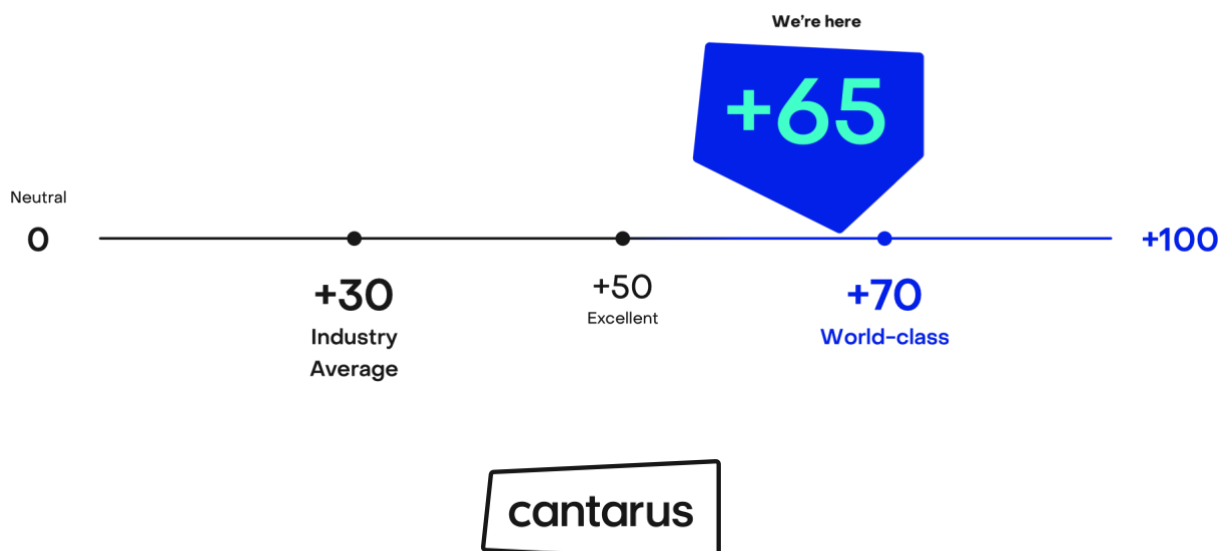 We're here
+65
Neutral
0
+100
+30
Industry
Average
+50
Excellent
+70
World-class
cantarus